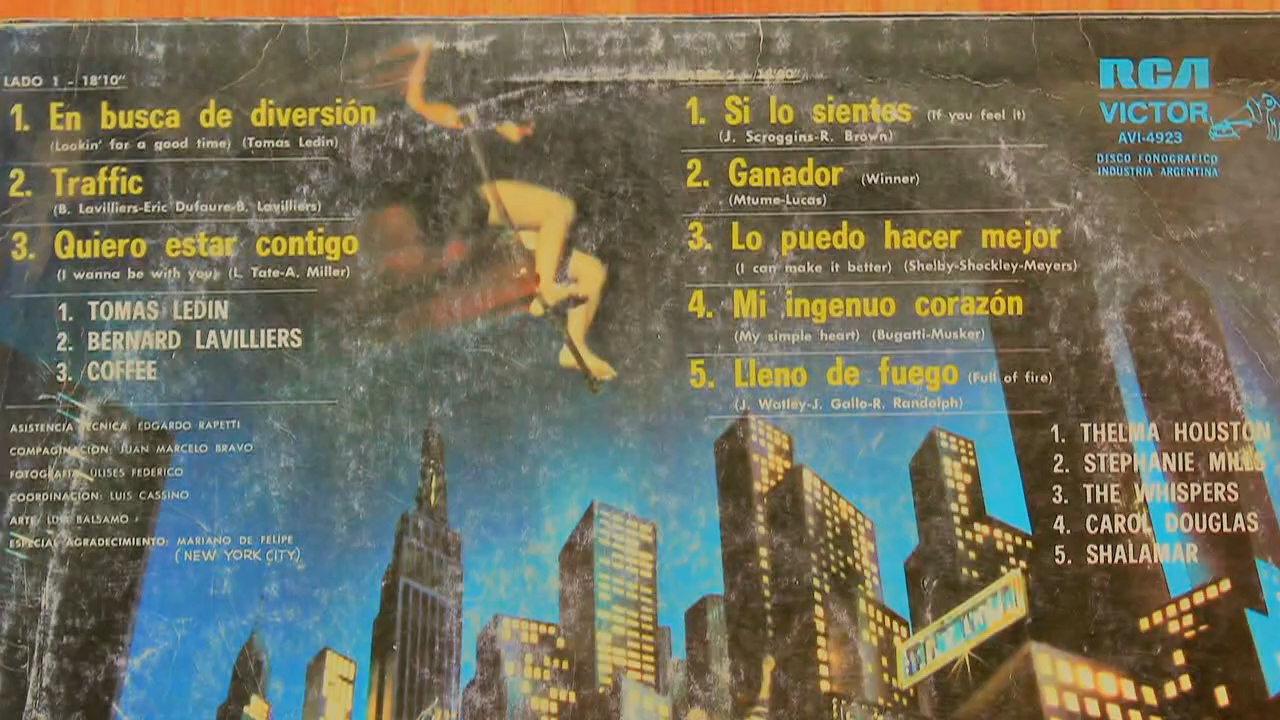 LADO 1 - 18'10"
1. En busca de diversión
(Lookin' for a good time) (Tomas Ledin)
2. Traffic
(B. Lavilliers-Eric Dufaure-B. Lavilliers)
3. Quiero estar contigo
(I wanna be with you) (L. Tate-A. Miller)
1. TOMAS LEDIN
2. BERNARD LAVILLIERS
3. COFFEE
ASISTENCIA TECNICA: EDGARDO RAPETTI
COMPAGINACION: JUAN MARCELO BRAVO
FOTOGRAFIA: ULISES FEDERICO
COORDINACION: LUIS CASSINO
ARTE: LUIS BALSAMO
ESPECIAL AGRADECIMIENTO: MARIANO DE FELIPE
(NEW YORK CITY)
1. Si lo sientes (If you feel it)
(J. Scroggins-R. Brown)
2. Ganador (Winner)
(Mtume-Lucas)
3. Lo puedo hacer mejor
(I can make it better) (Shelby-Shockley-Meyers)
4. Mi ingenuo corazón
(My simple heart) (Bugatti-Musker)
5. Lleno de fuego (Full of fire)
(J. Watley-J. Gallo-R. Randolph)
1. THELMA HOUSTON
2. STEPHANIE MILLS
3. THE WHISPERS
4. CAROL DOUGLAS
5. SHALAMAR
RCA
VICTOR
AVI-4923
DISCO FONOGRAFICO
INDUSTRIA ARGENTINA